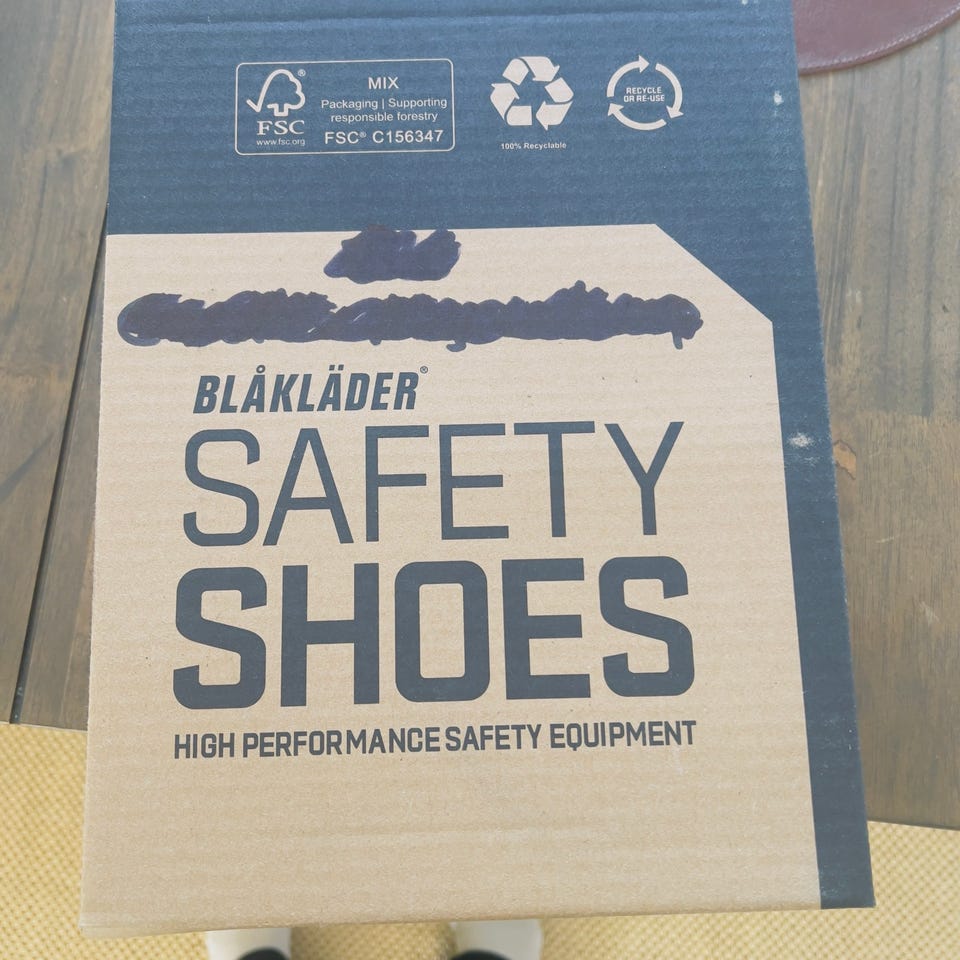 FSC®
www.fsc.org
MIX
Packaging | Supporting
responsible forestry
FSC® C156347
100% Recyclable
RECYCLE
OR RE-USE
BLÅKLÄDER®
SAFETY
SHOES
HIGH PERFORMANCE SAFETY EQUIPMENT